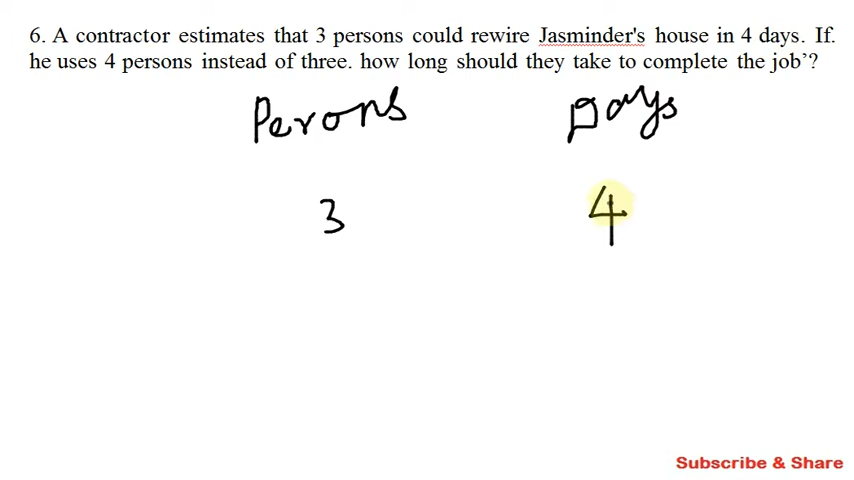 6. A contractor estimates that 3 persons could rewire Jasminder's house in 4 days. If.
he uses 4 persons instead of three. how long should they take to complete the job’?
Perons Days
3 4
Subscribe & Share